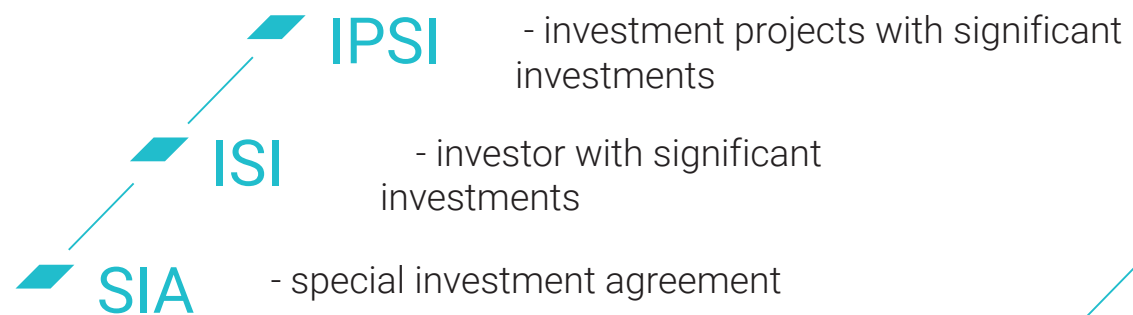 IPSI - investment projects with significant
investments
ISI - investor with significant
investments
SIA - special investment agreement